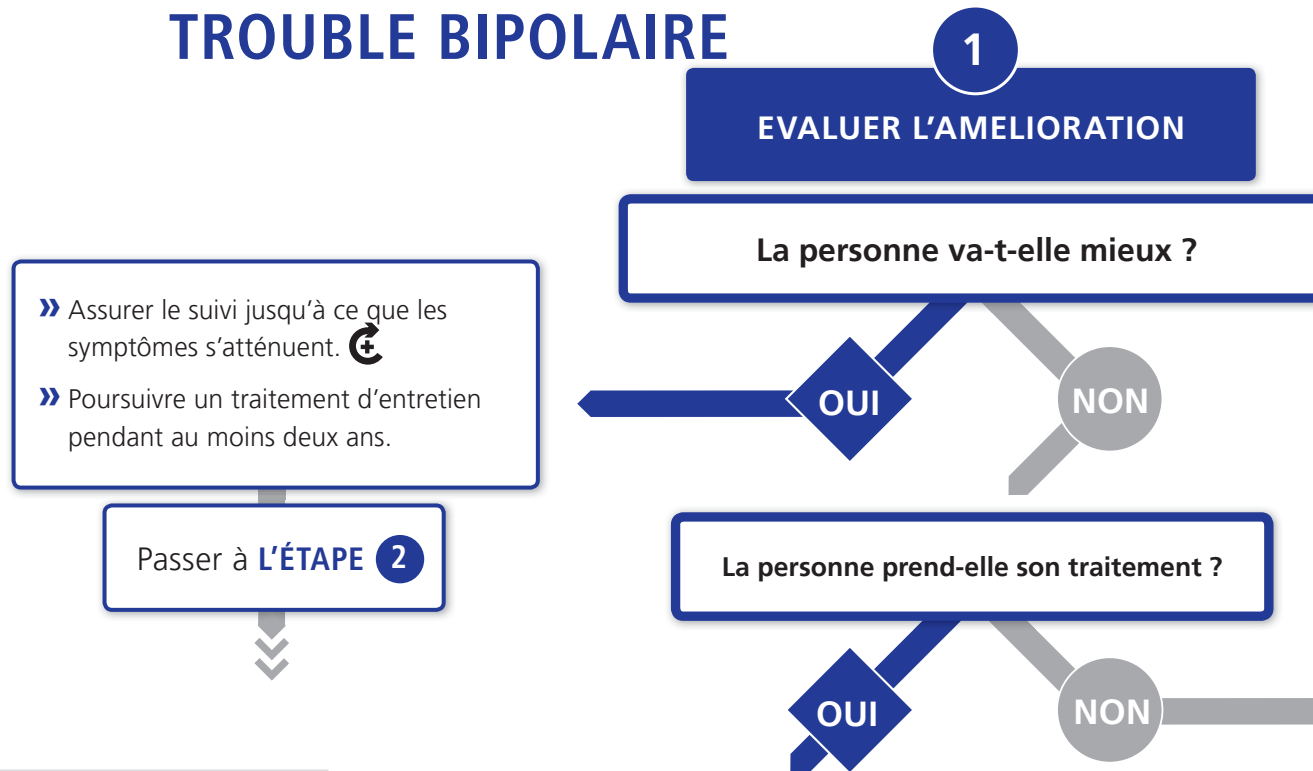 TROUBLE BIPOLAIRE
1
EVALUER L'AMELIORATION
La personne va-t-elle mieux ?
OUI
NON
» Assurer le suivi jusqu'à ce que les
symptômes s'atténuent.
» Poursuivre un traitement d'entretien
pendant au moins deux ans.
Passer à L'ÉTAPE 2
La personne prend-elle son traitement ?
OUI
NON